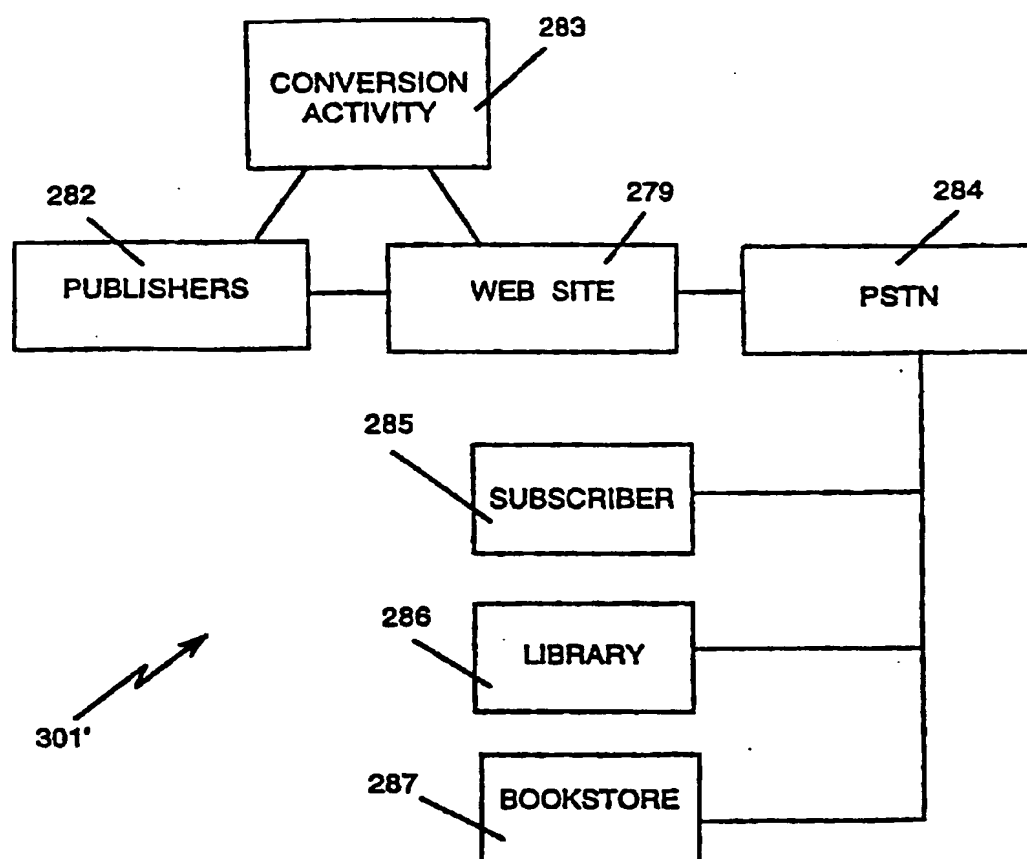 283
CONVERSION
ACTIVITY
282
279
284
PUBLISHERS
WEB SITE
PSTN
285
SUBSCRIBER
286
LIBRARY
301'
287
BOOKSTORE